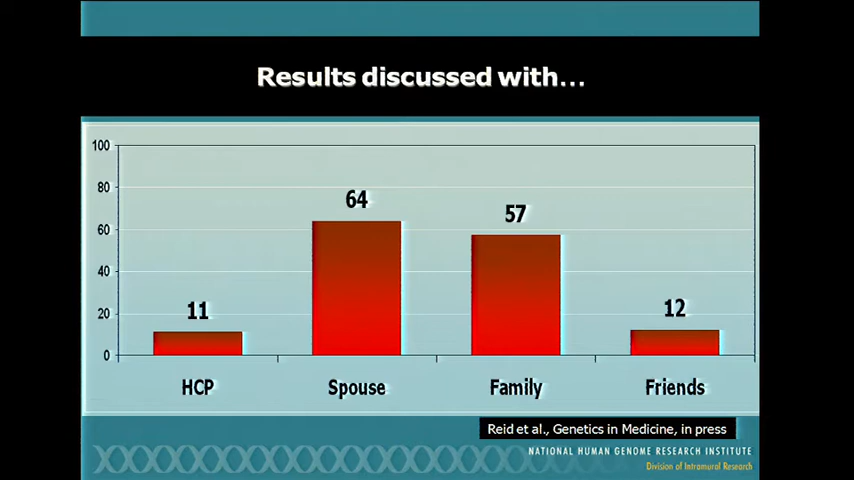 Results discussed with...
100
80
60
40
20
0
11
64
57
12
HCP
Spouse
Family
Friends
Reid et al., Genetics in Medicine, in press
NATIONAL HUMAN GENOME RESEARCH INSTITUTE
Division of Intramural Research